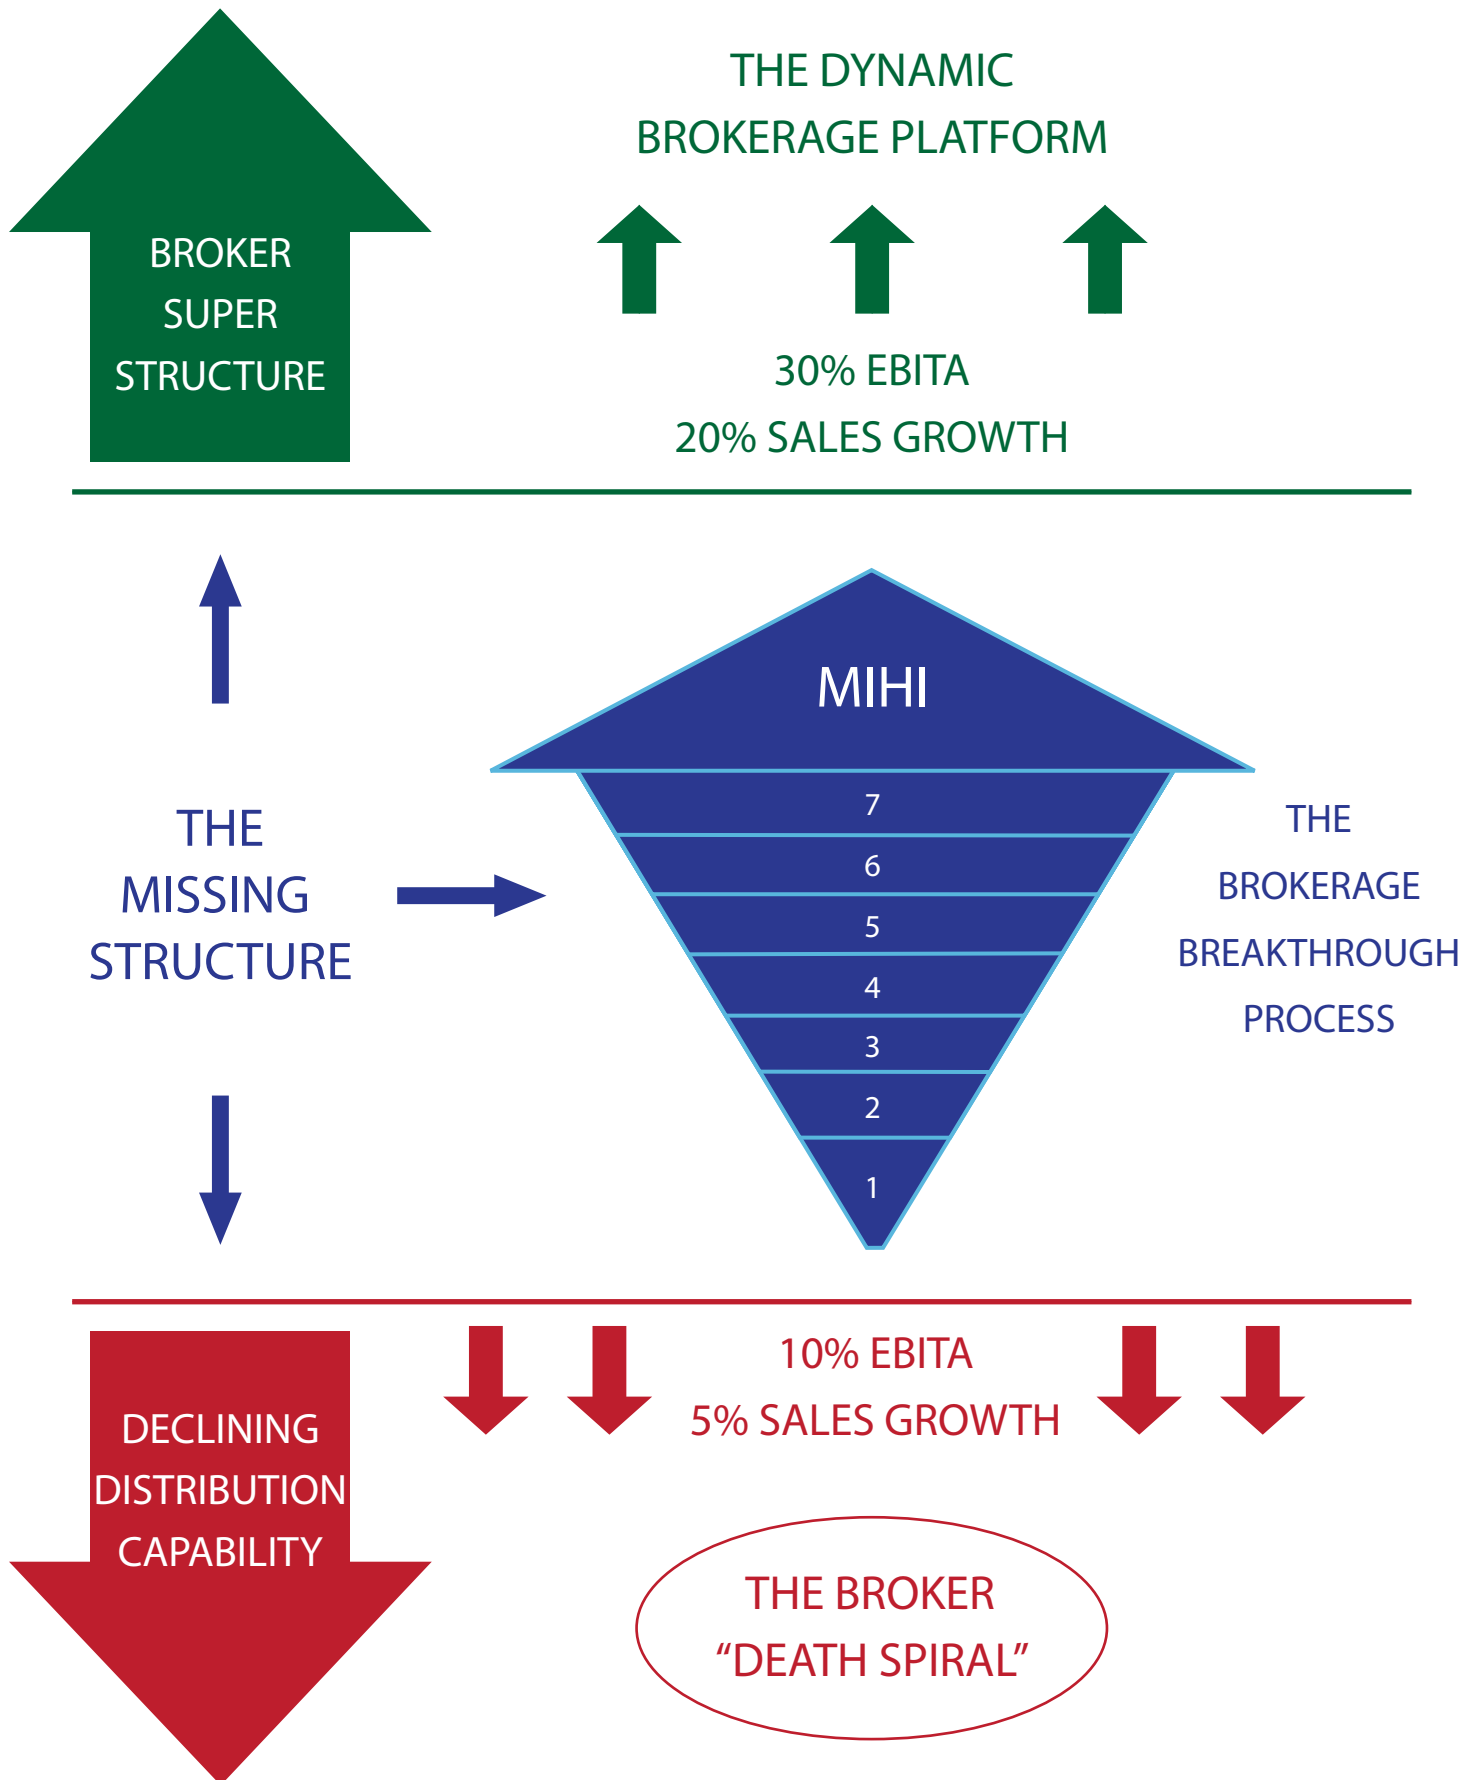 THE DYNAMIC
BROKERAGE PLATFORM
BROKER
SUPER
STRUCTURE
30% EBITA
20% SALES GROWTH
THE
MISSING
STRUCTURE
MIHI
7
6
5
4
3
2
1
THE
BROKERAGE
BREAKTHROUGH
PROCESS
DECLINING
DISTRIBUTION
CAPABILITY
10% EBITA
5% SALES GROWTH
THE BROKER
“DEATH SPIRAL”